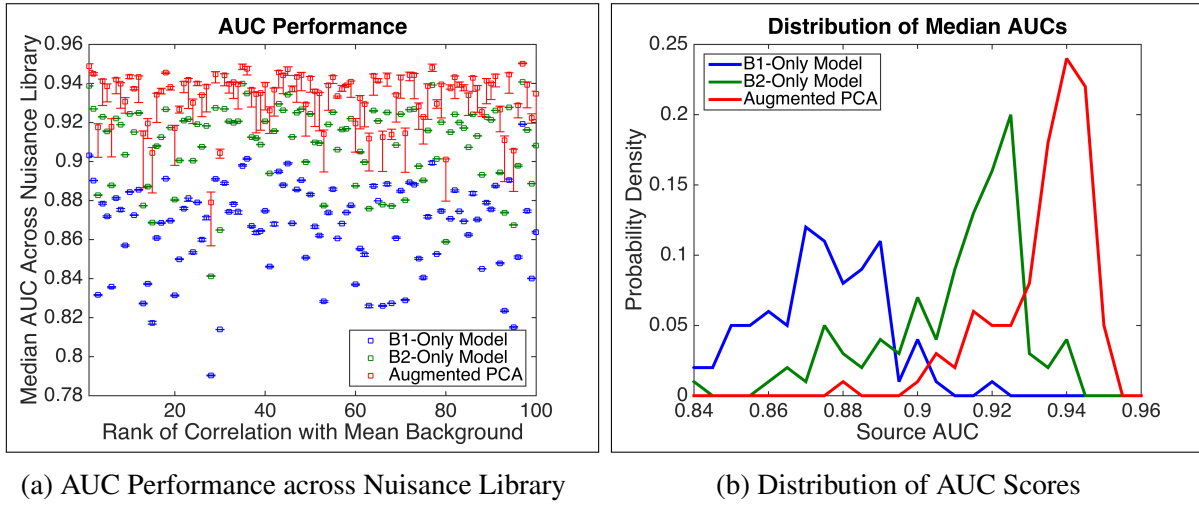 AUC Performance
Median AUC Across Nuisance Library
0.96
0.94
0.92
0.9
0.88
0.86
0.84
0.82
0.8
0.78
20
40
60
80
100
Rank of Correlation with Mean Background
B1-Only Model
B2-Only Model
Augmented PCA
Distribution of Median AUCs
Probability Density
0.25
0.2
0.15
0.1
0.05
0
0.84
0.86
0.88
0.9
0.92
0.94
0.96
Source AUC
B1-Only Model
B2-Only Model
Augmented PCA
(a) AUC Performance across Nuisance Library
(b) Distribution of AUC Scores